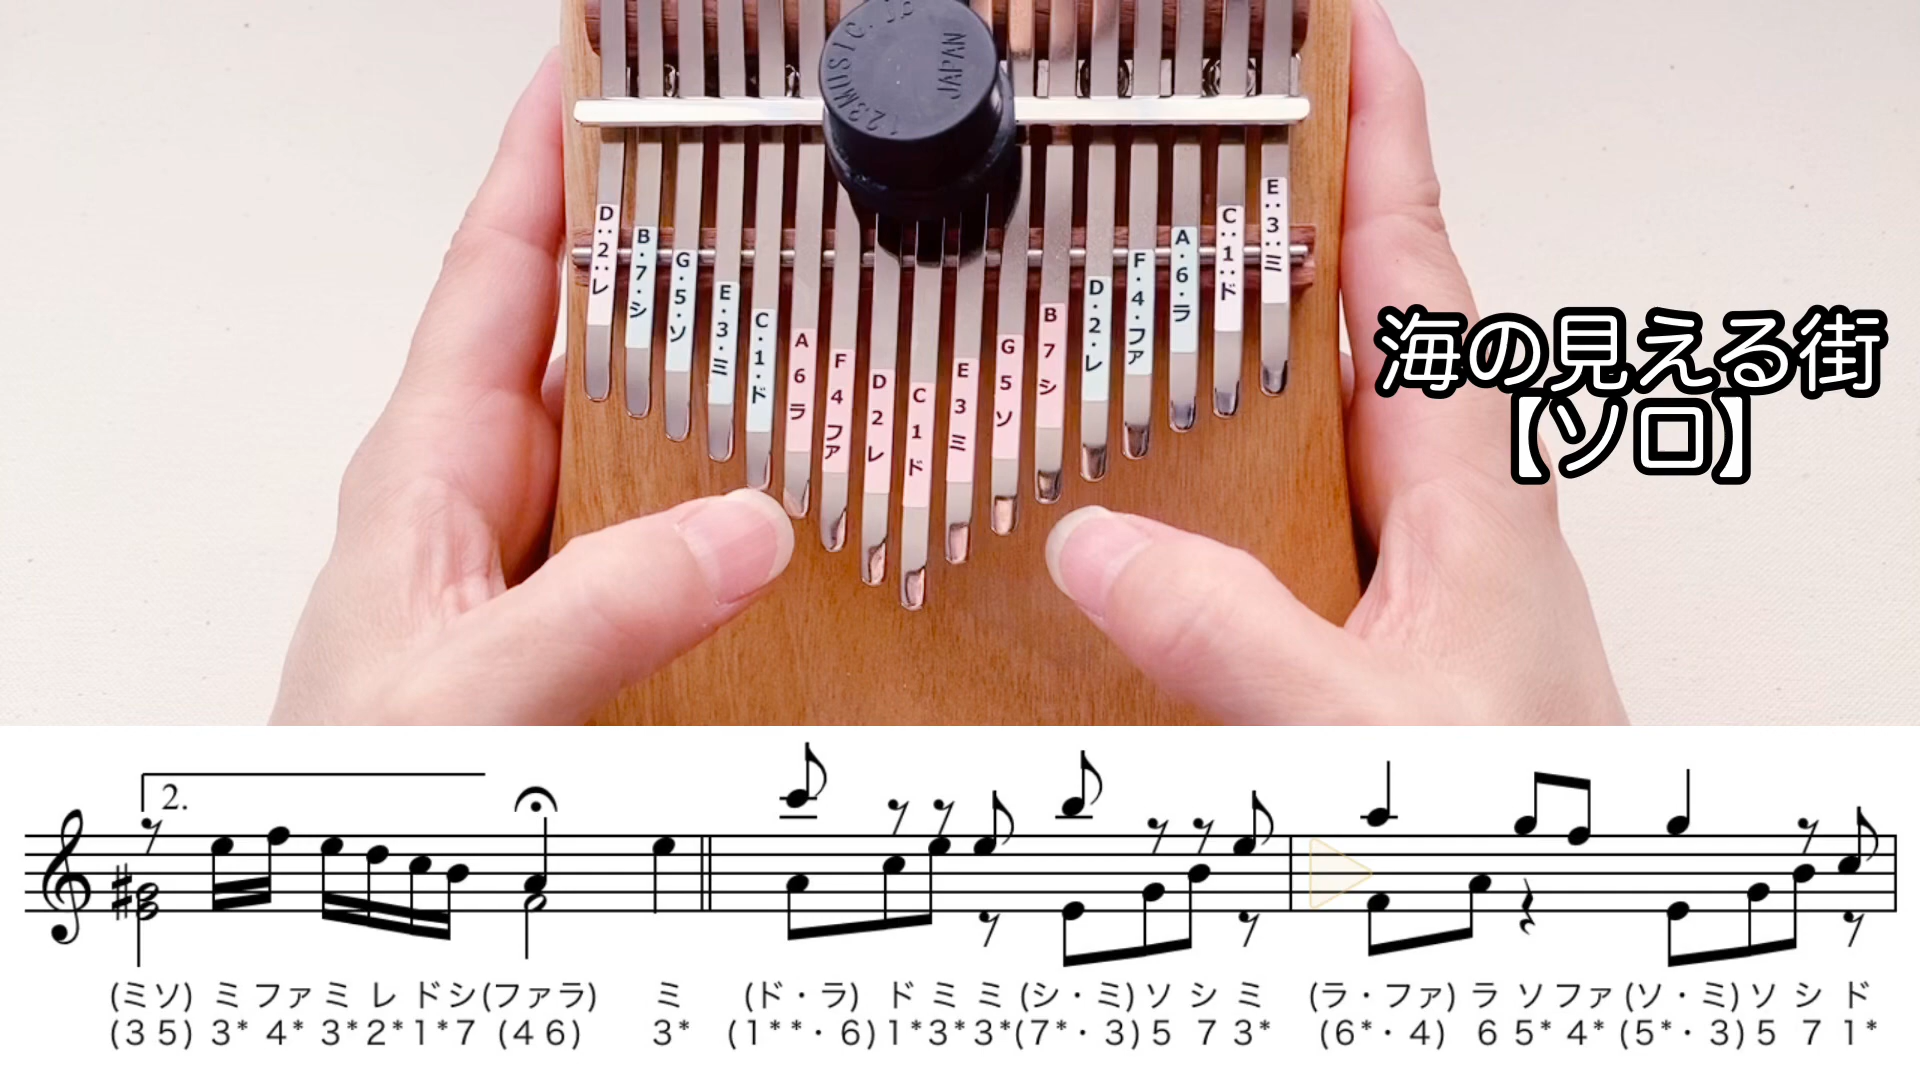 123MUSIC.jp
JAPAN
D : 2 : レ
B・7・シ
G・5・ソ
E・3・ミ
C・1・ド
A 6 ラ
F 4 ファ
D 2 レ
C 1 ド
E 3 ミ
G 5 ソ
B 7 シ
D・2・レ
F・4・ファ
A・6・ラ
C : 1 : ド
E : 3 : ミ
海の見える街
【ソロ】
2.
(ミソ) ミ ファ ミ レ ド シ (ファラ) ミ (ド・ラ) ド ミ ミ (シ・ミ) ソ シ ミ (ラ・ファ) ラ ソ ファ (ソ・ミ) ソ シ ド
(3 5) 3* 4* 3* 2* 1* 7 (4 6) 3* (1**・6) 1* 3* 3* (7*・3) 5 7 3* (6*・4) 6 5* 4* (5*・3) 5 7 1*